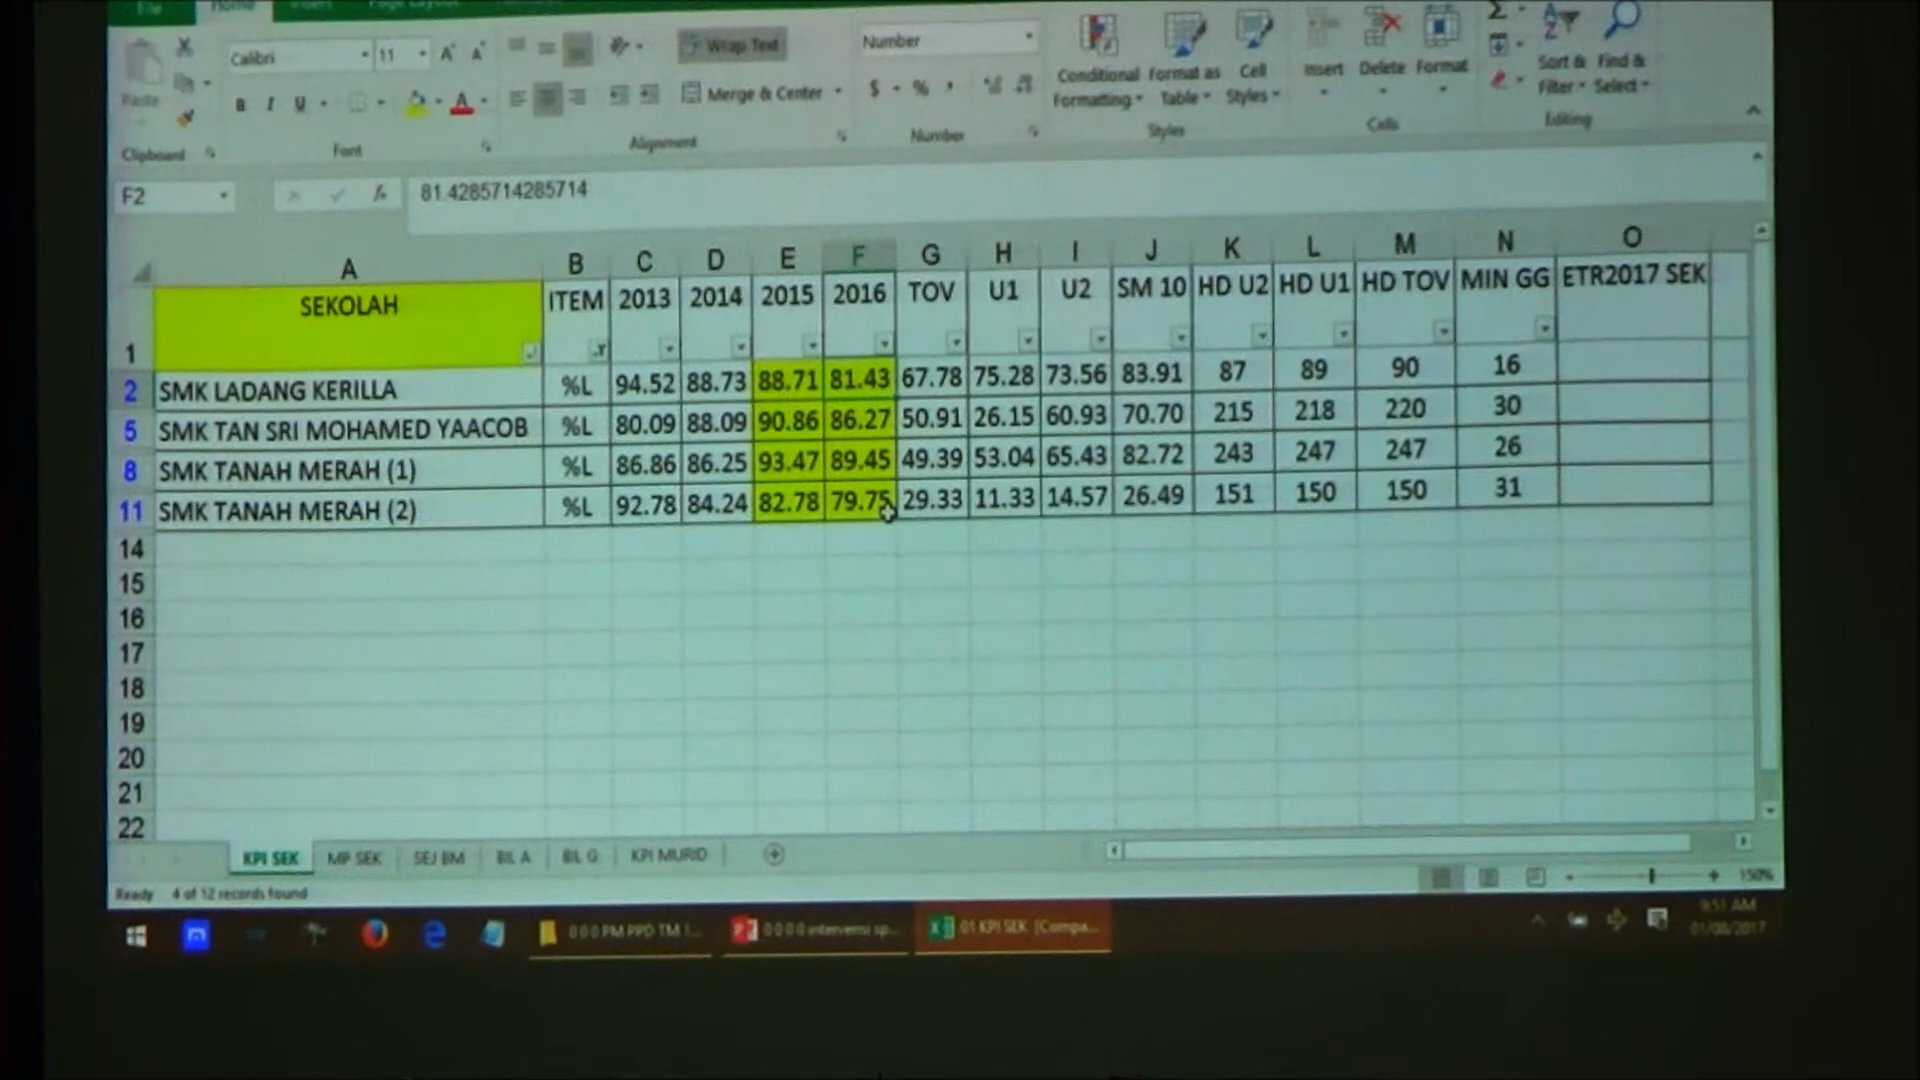 File Home Insert Page Layout
Calibri 11 Wrap Text Number
Paste B I U Merge & Center $ % Conditional Formatting Format as Table Cell Styles Insert Delete Format Sort & Filter Find & Select
Clipboard Font Alignment Number Styles Cells Editing
F2 fx 81.4285714285714
A B C D E F G H I J K L M N O
1 SEKOLAH ITEM 2013 2014 2015 2016 TOV U1 U2 SM 10 HD U2 HD U1 HD TOV MIN GG ETR2017 SEK
2 SMK LADANG KERILLA %L 94.52 88.73 88.71 81.43 67.78 75.28 73.56 83.91 87 89 90 16
5 SMK TAN SRI MOHAMED YAACOB %L 80.09 88.09 90.86 86.27 50.91 26.15 60.93 70.70 215 218 220 30
8 SMK TANAH MERAH (1) %L 86.86 86.25 93.47 89.45 49.39 53.04 65.43 82.72 243 247 247 26
11 SMK TANAH MERAH (2) %L 92.78 84.24 82.78 79.75 29.33 11.33 14.57 26.49 151 150 150 31
14
15
16
17
18
19
20
21
22
KPI SEK MP SEK SEJ BM BIL A BIL G KPI MURID
Ready 4 of 12 records found 150%
0 0 0 PM PPD TM 1... 0 0 0 0 intervensi sp... 01 KPI SEK (Compa... 9:51 AM
01/08/2017